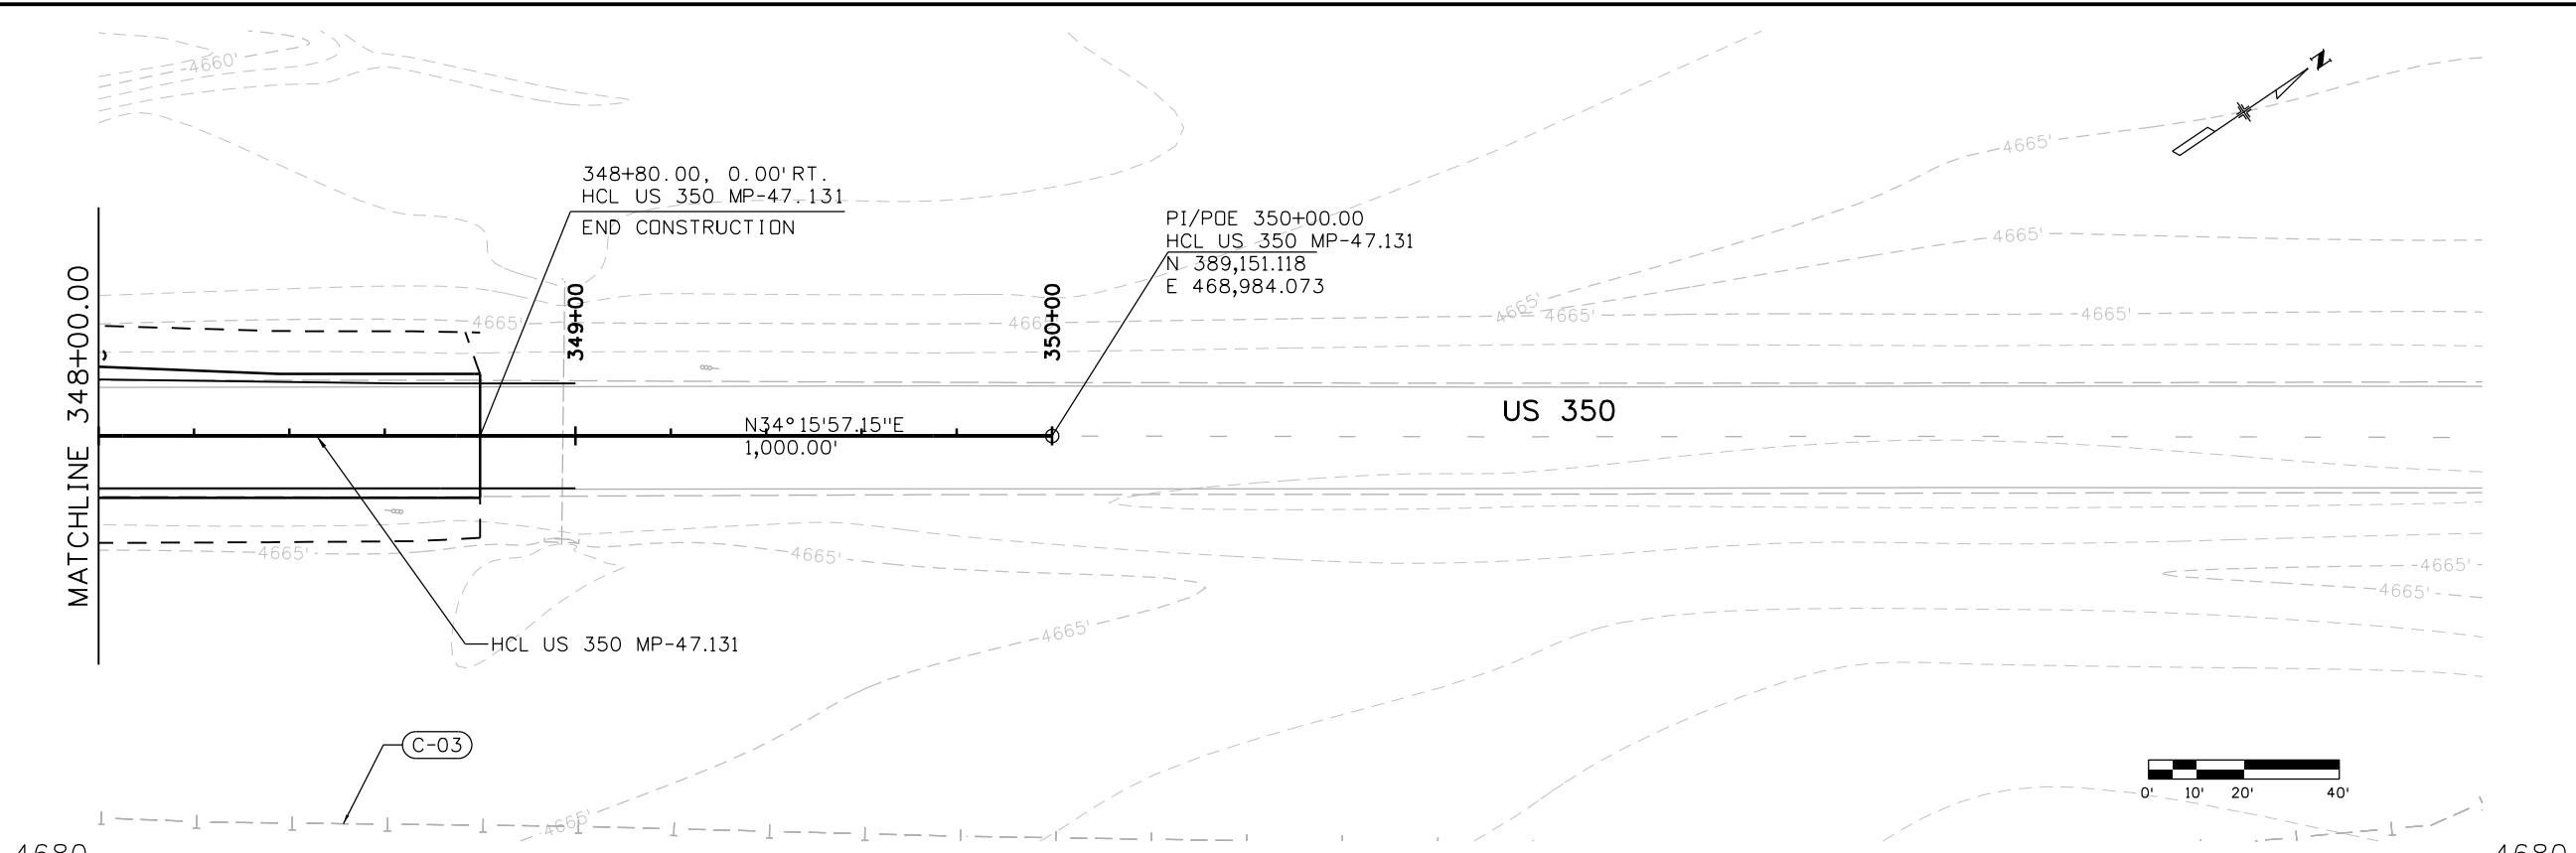 4660'
N
4665'
348+80.00, 0.00'RT.
HCL US 350 MP-47.131
END CONSTRUCTION
PI/POE 350+00.00
HCL US 350 MP-47.131
N 389,151.118
E 468,984.073
4665'
MATCHLINE 348+00.00
349+00
350+00
4665'
4665'
4665'
4665'
US 350
N34°15'57.15"E
1,000.00'
4665'
4665'
4665'
4665'
4665'
HCL US 350 MP-47.131
C-03
0' 10' 20' 40'
4665'
4680
4680